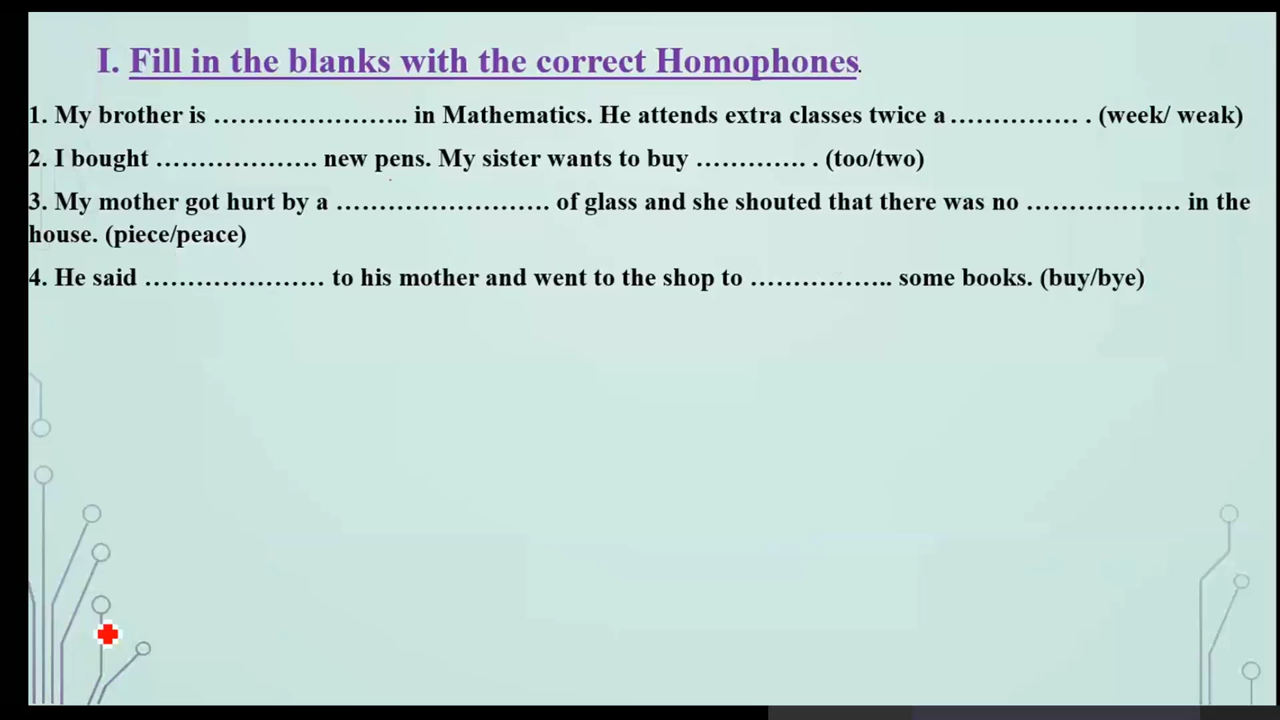 I. Fill in the blanks with the correct Homophones.
1. My brother is ………………….. in Mathematics. He attends extra classes twice a…………… . (week/ weak)
2. I bought ………………. new pens. My sister wants to buy …………. . (too/two)
3. My mother got hurt by a ……………………. of glass and she shouted that there was no ……………… in the
house. (piece/peace)
4. He said ………………… to his mother and went to the shop to …………….. some books. (buy/bye)